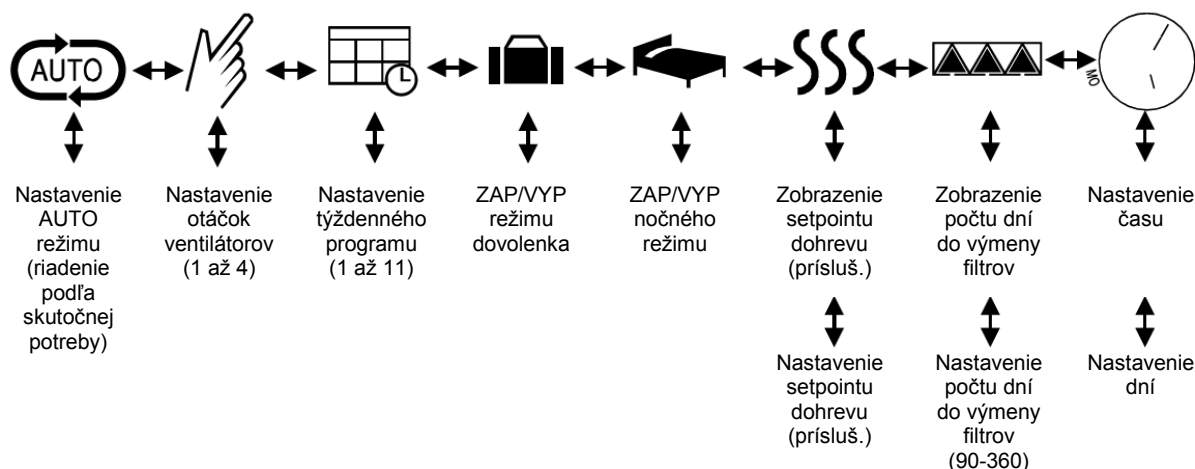 AUTO
MO
Nastavenie
AUTO
režimu
(riadenie
podľa
skutočnej
potreby)
Nastavenie
otáčok
ventilátorov
(1 až 4)
Nastavenie
týždenného
programu
(1 až 11)
ZAP/VYP
režimu
dovolenka
ZAP/VYP
nočného
režimu
Zobrazenie
setpointu
dohrevu
(prísluš.)
Zobrazenie
počtu dní
do výmeny
filtrov
Nastavenie
času
Nastavenie
setpointu
dohrevu
(prísluš.)
Nastavenie
počtu dní
do výmeny
filtrov
(90-360)
Nastavenie
dní